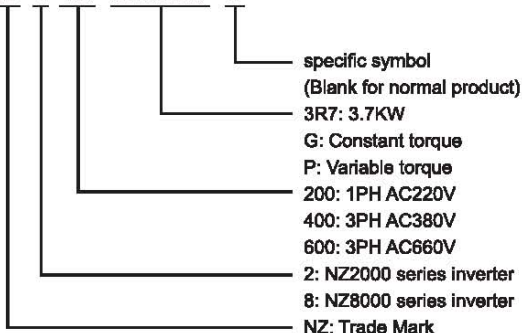 specific symbol
(Blank for normal product)
3R7: 3.7KW
G: Constant torque
P: Variable torque
200: 1PH AC220V
400: 3PH AC380V
600: 3PH AC660V
2: NZ2000 series inverter
8: NZ8000 series inverter
NZ: Trade Mark